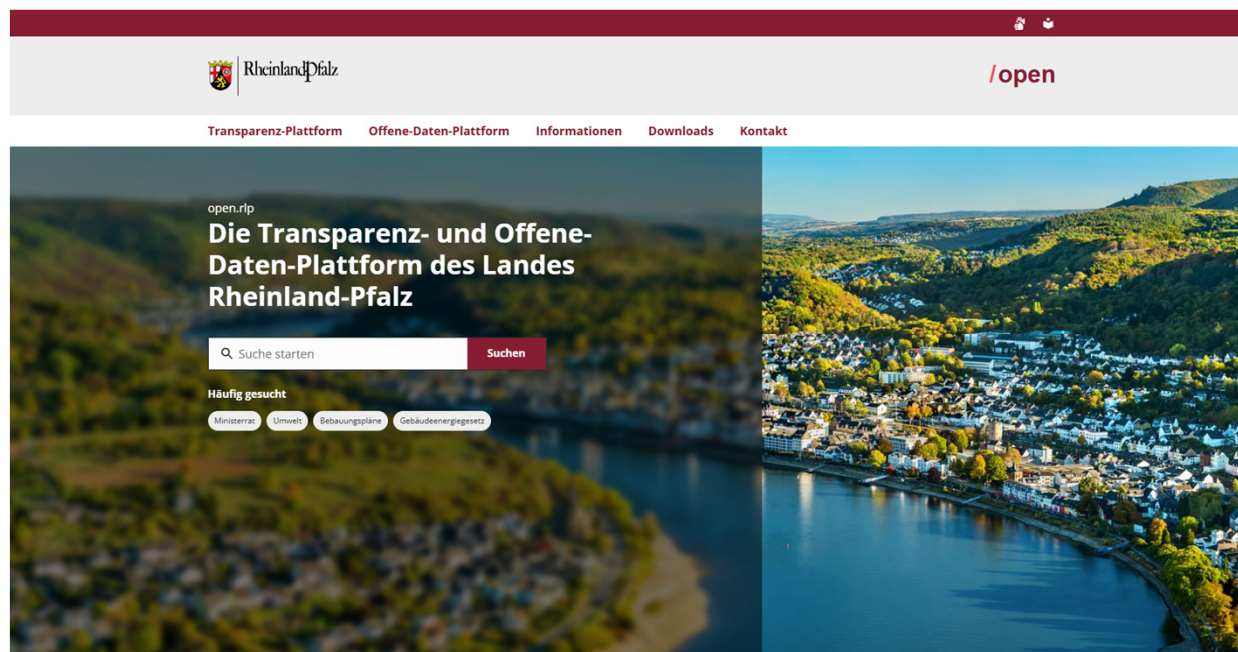 RheinlandPfalz
/open
Transparenz-Plattform Offene-Daten-Plattform Informationen Downloads Kontakt
open.rlp
Die Transparenz- und Offene-
Daten-Plattform des Landes
Rheinland-Pfalz
Suche starten Suchen
Häufig gesucht
Ministerrat Umwelt Bebauungspläne Gebäudeenergiegesetz